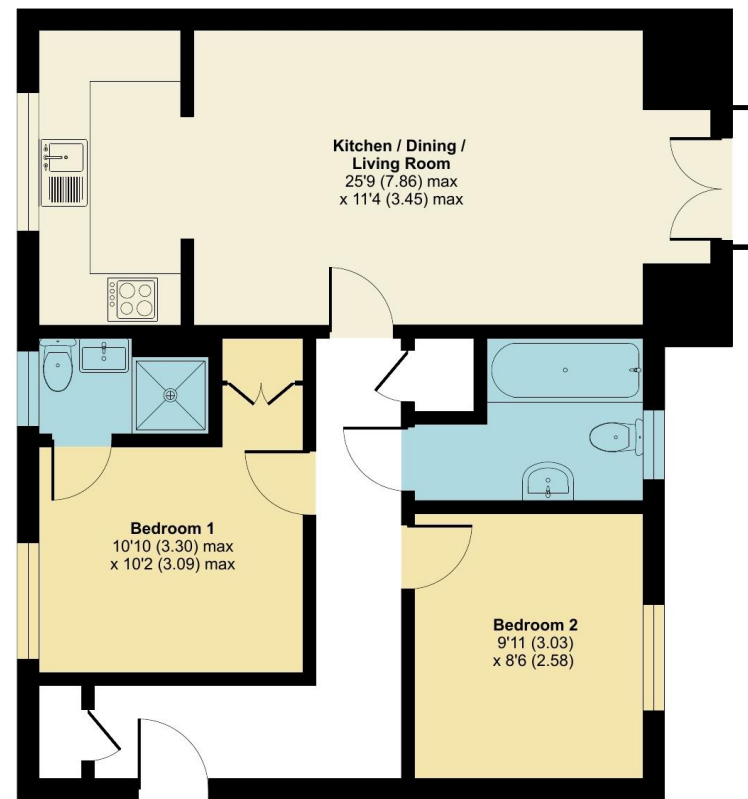 Kitchen / Dining /
Living Room
25'9 (7.86) max
x 11'4 (3.45) max
Bedroom 1
10'10 (3.30) max
x 10'2 (3.09) max
Bedroom 2
9'11 (3.03)
x 8'6 (2.58)